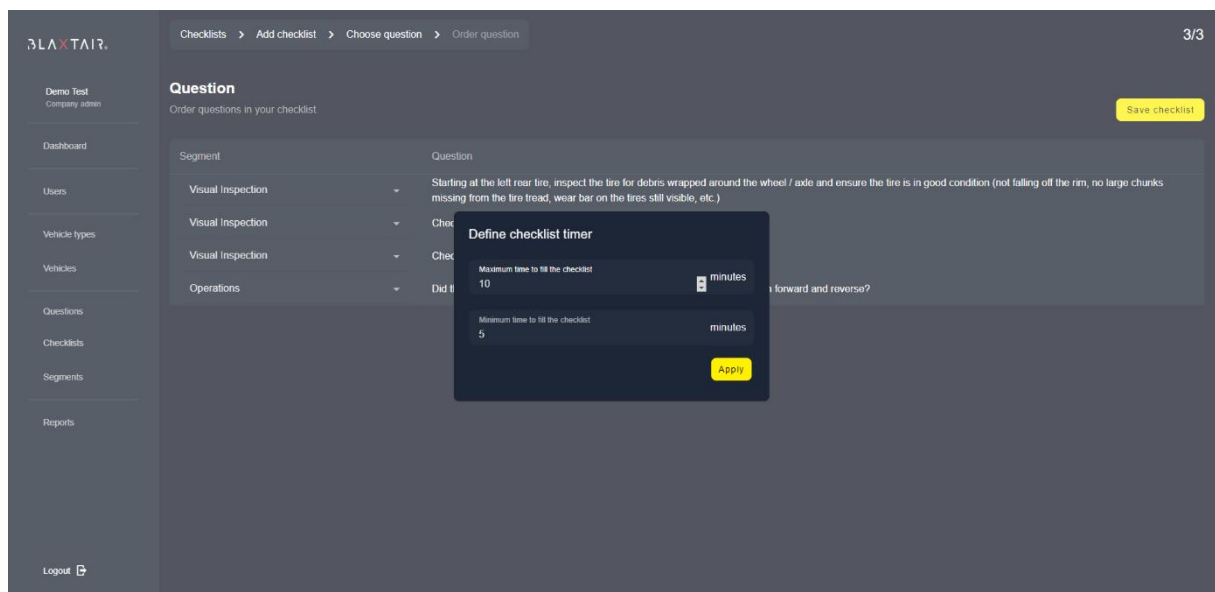 BLAXTAIR
Checklists > Add checklist > Choose question > Order question
3/3
Demo Test
Company admin
Question
Order questions in your checklist
Save checklist
Dashboard
Users
Vehicle types
Vehicles
Questions
Checklists
Segments
Reports
Logout
Segment
Question
Visual Inspection
Starting at the left rear tire, inspect the tire for debris wrapped around the wheel / axle and ensure the tire is in good condition (not falling off the rim, no large chunks
missing from the tire tread, wear bar on the tires still visible, etc.)
Visual Inspection
Chec
Visual Inspection
Chec
Operations
Did t
n forward and reverse?
Define checklist timer
Maximum time to fill the checklist
10
minutes
Minimum time to fill the checklist
5
minutes
Apply